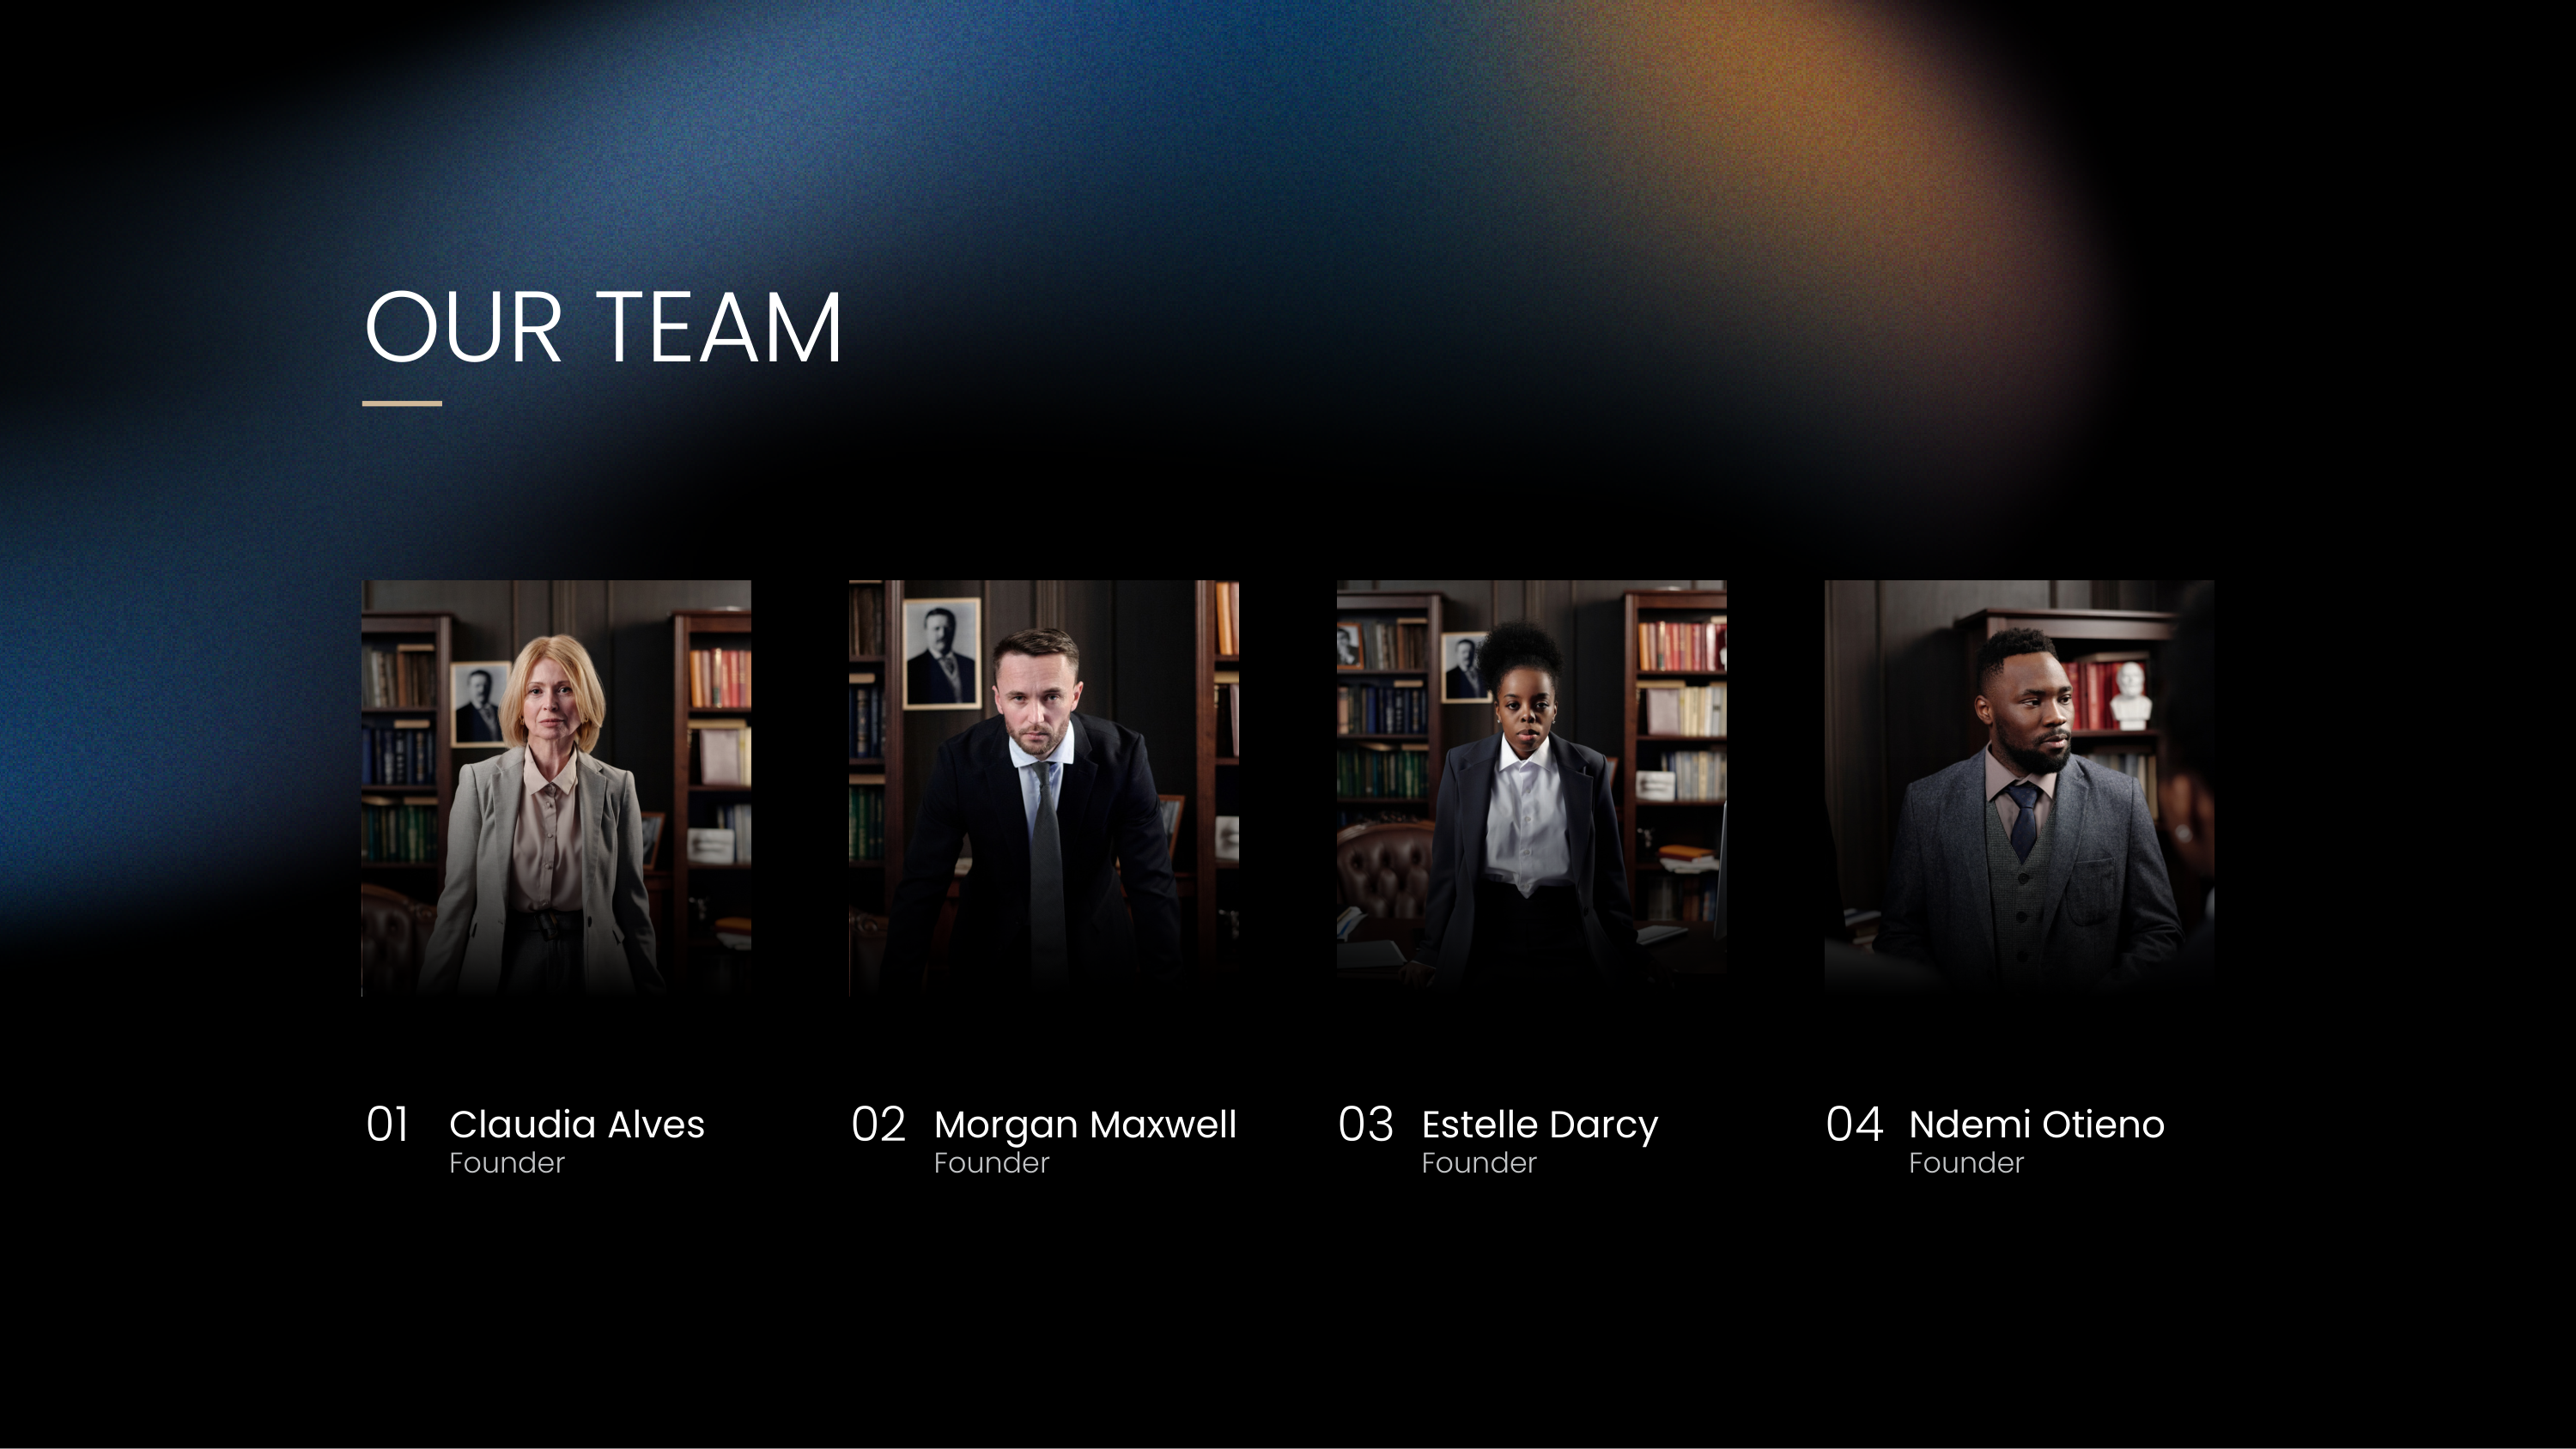 OUR TEAM
01 Claudia Alves
Founder
02 Morgan Maxwell
Founder
03 Estelle Darcy
Founder
04 Ndemi Otieno
Founder